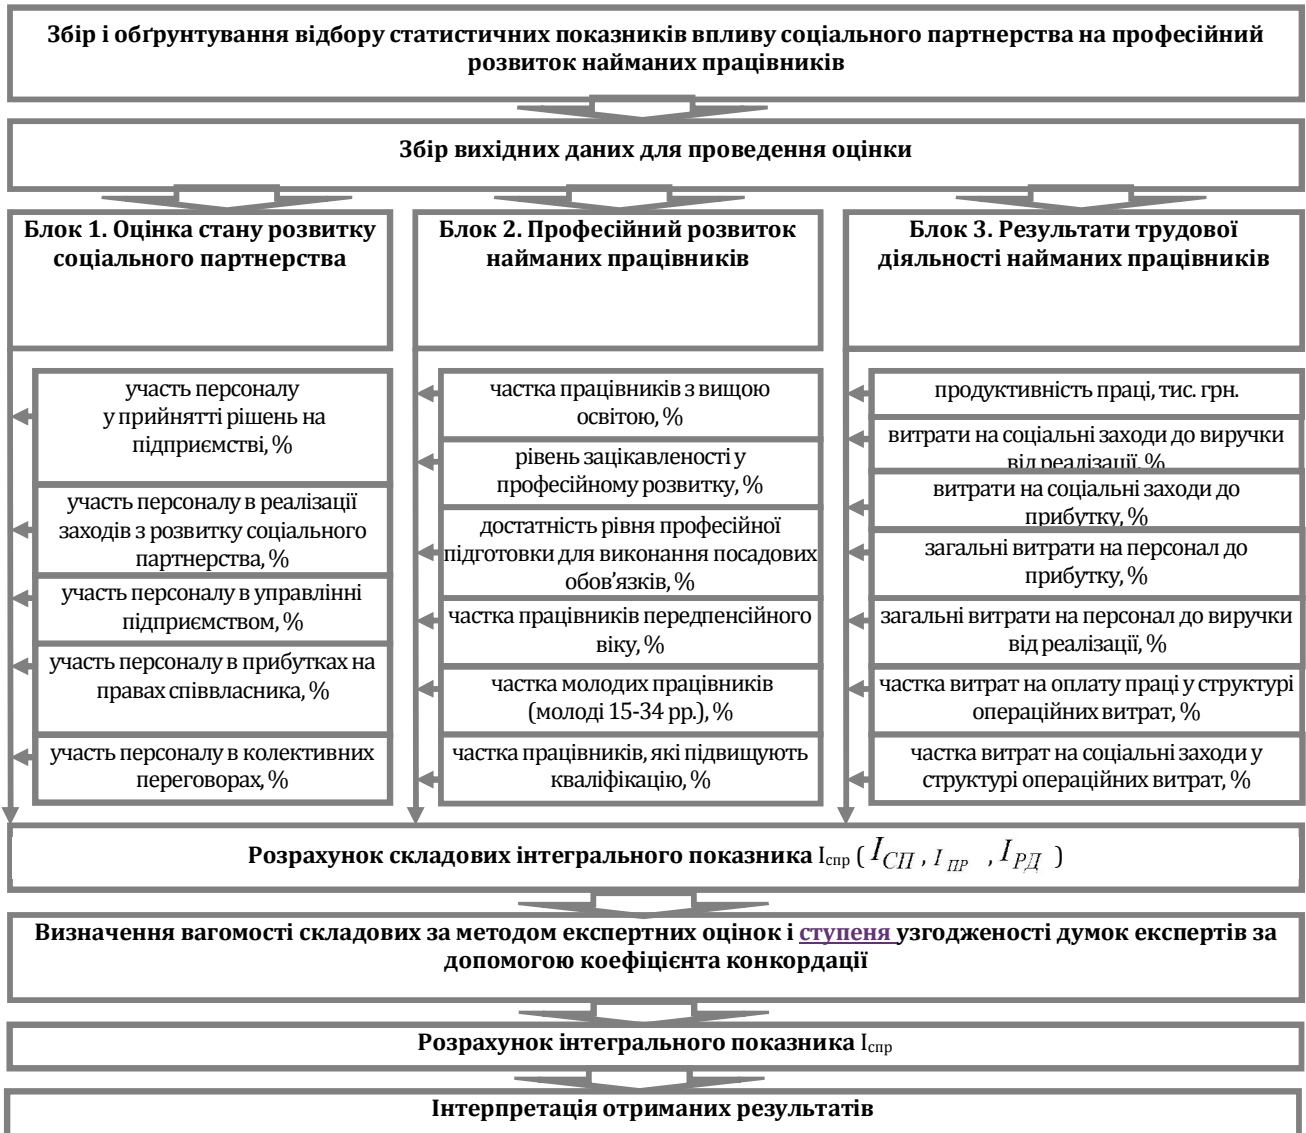 Збір і обґрунтування відбору статистичних показників впливу соціального партнерства на професійний
розвиток найманих працівників
Збір вихідних даних для проведення оцінки
Блок 1. Оцінка стану розвитку
соціального партнерства
участь персоналу
у прийнятті рішень на
підприємстві, %
участь персоналу в реалізації
заходів з розвитку соціального
партнерства, %
участь персоналу в управлінні
підприємством, %
участь персоналу в прибутках на
правах співвласника, %
участь персоналу в колективних
переговорах, %
Блок 2. Професійний розвиток
найманих працівників
частка працівників з вищою
освітою, %
рівень зацікавленості у
професійному розвитку, %
достатність рівня професійної
підготовки для виконання посадових
обов’язків, %
частка працівників передпенсійного
віку, %
частка молодих працівників
(молоді 15-34 рр.), %
частка працівників, які підвищують
кваліфікацію, %
Блок 3. Результати трудової
діяльності найманих працівників
продуктивність праці, тис. грн.
витрати на соціальні заходи до виручки
від реалізації, %
витрати на соціальні заходи до
прибутку, %
загальні витрати на персонал до
прибутку, %
загальні витрати на персонал до виручки
від реалізації, %
частка витрат на оплату праці у структурі
операційних витрат, %
частка витрат на соціальні заходи у
структурі операційних витрат, %
Розрахунок складових інтегрального показника Іспр ( IСП , I ПР , IРД )
Визначення вагомості складових за методом експертних оцінок і ступеня узгодженості думок експертів за
допомогою коефіцієнта конкордації
Розрахунок інтегрального показника Іспр
Інтерпретація отриманих результатів